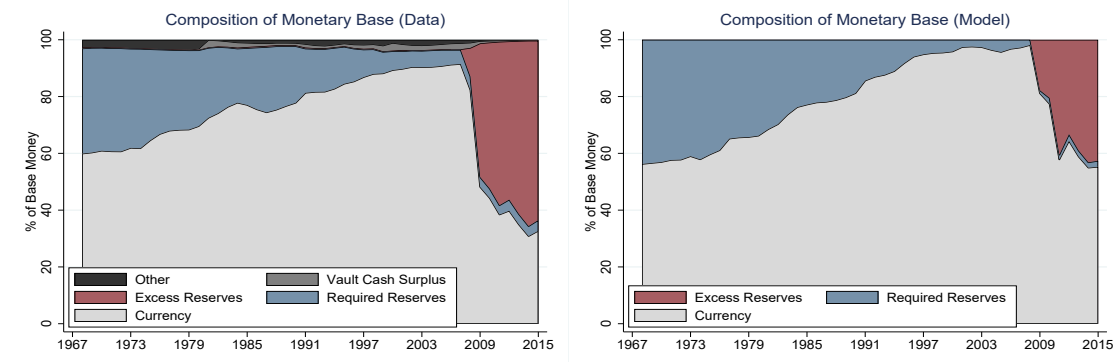 Composition of Monetary Base (Data)
% of Base Money
100
80
60
40
20
0
Other
Vault Cash Surplus
Excess Reserves
Required Reserves
Currency
1967 1973 1979 1985 1991 1997 2003 2009 2015
Composition of Monetary Base (Model)
% of Base Money
100
80
60
40
20
0
Excess Reserves
Required Reserves
Currency
1967 1973 1979 1985 1991 1997 2003 2009 2015